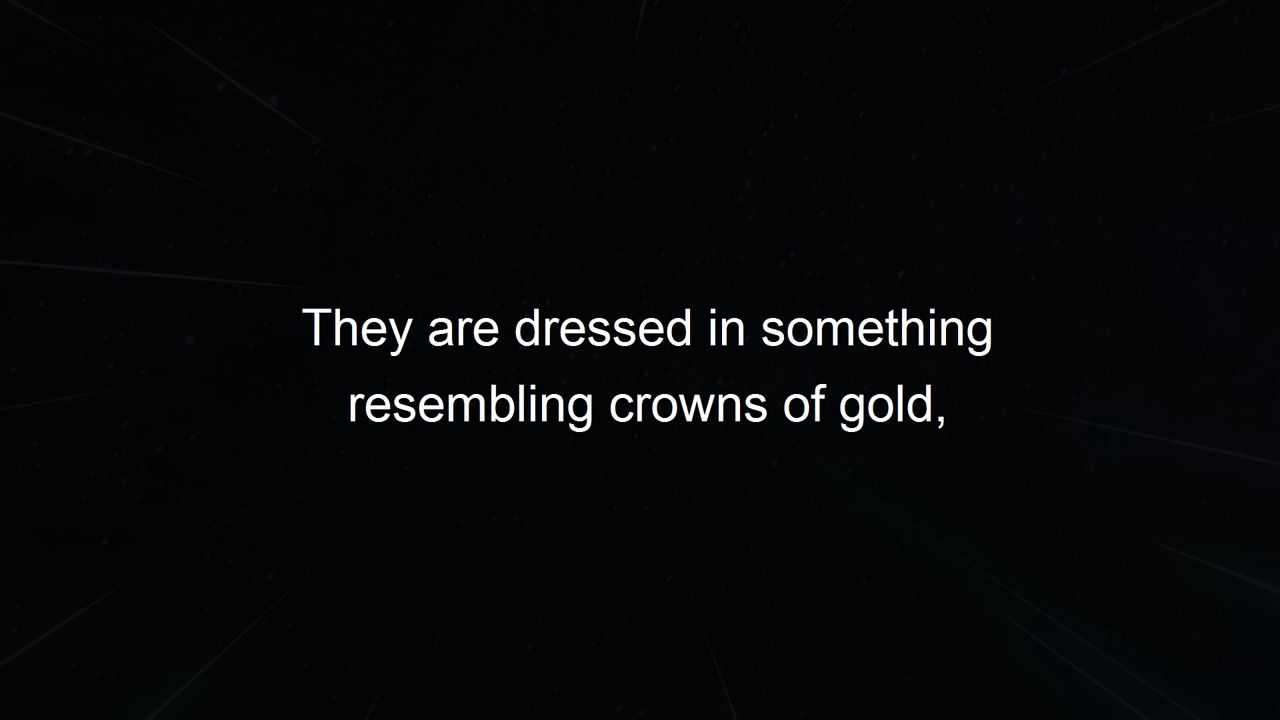 They are dressed in something
resembling crowns of gold,